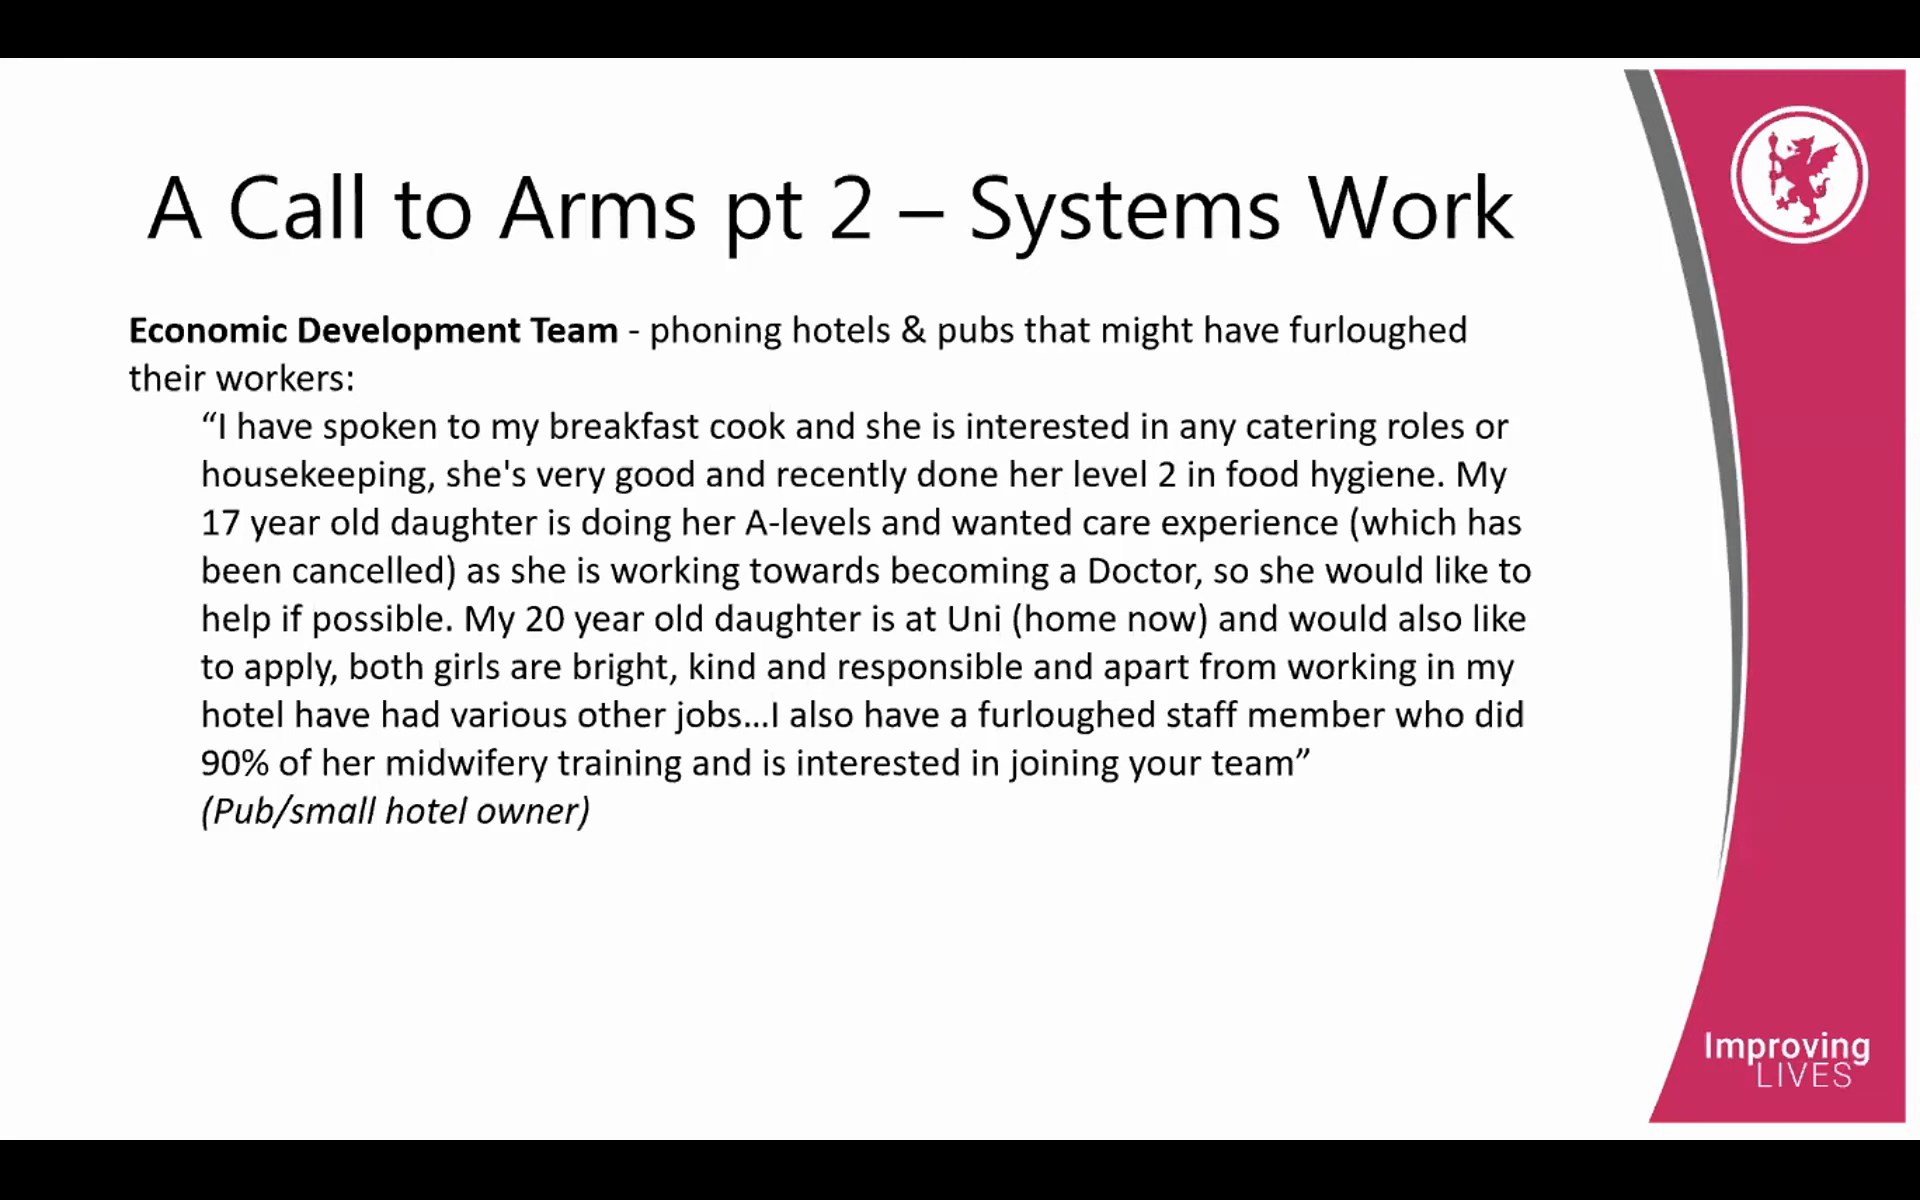 A Call to Arms pt 2 – Systems Work
Economic Development Team - phoning hotels & pubs that might have furloughed
their workers:
“I have spoken to my breakfast cook and she is interested in any catering roles or
housekeeping, she's very good and recently done her level 2 in food hygiene. My
17 year old daughter is doing her A-levels and wanted care experience (which has
been cancelled) as she is working towards becoming a Doctor, so she would like to
help if possible. My 20 year old daughter is at Uni (home now) and would also like
to apply, both girls are bright, kind and responsible and apart from working in my
hotel have had various other jobs…I also have a furloughed staff member who did
90% of her midwifery training and is interested in joining your team”
(Pub/small hotel owner)
Improving
LIVES